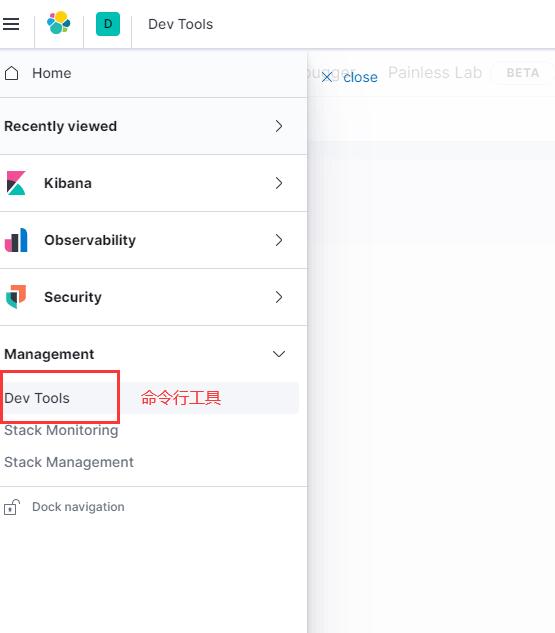 D Dev Tools
Home
bugger Painless Lab BETA
close
Recently viewed
Kibana
Observability
Security
Management
Dev Tools 命令行工具
Stack Monitoring
Stack Management
Dock navigation